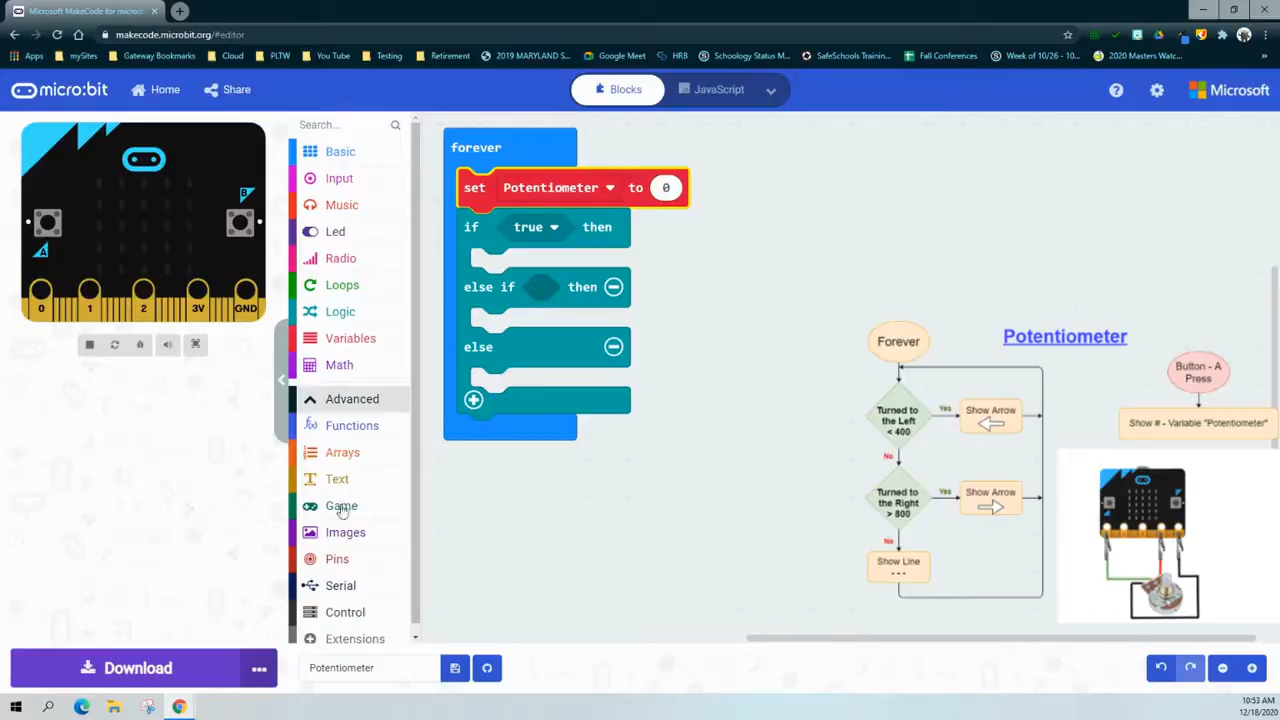 Microsoft MakeCode for micro:b
makecode.microbit.org/#editor
Apps
mySites
Gateway Bookmarks
Cloud
PLTW
You Tube
Testing
Retirement
2019 MARYLAND S...
Google Meet
HRB
Schoology Status M...
SafeSchools Training...
Fall Conferences
Week of 10/26 - 10...
2020 Masters Watc...
micro:bit
Home
Share
Blocks
JavaScript
Microsoft
Search...
Basic
Input
Music
Led
Radio
Loops
Logic
Variables
Math
Advanced
Functions
Arrays
Text
Game
Images
Pins
Serial
Control
Extensions
A
B
0 1 2 3V GND
forever
set Potentiometer to 0
if true then
else if then
else
Potentiometer
Forever
Turned to
the Left
< 400
Yes
Show Arrow
No
Turned to
the Right
> 800
Yes
Show Arrow
No
Show Line
- - -
Button - A
Press
Show # - Variable "Potentiometer"
Download
Potentiometer
10:53 AM
12/18/2020